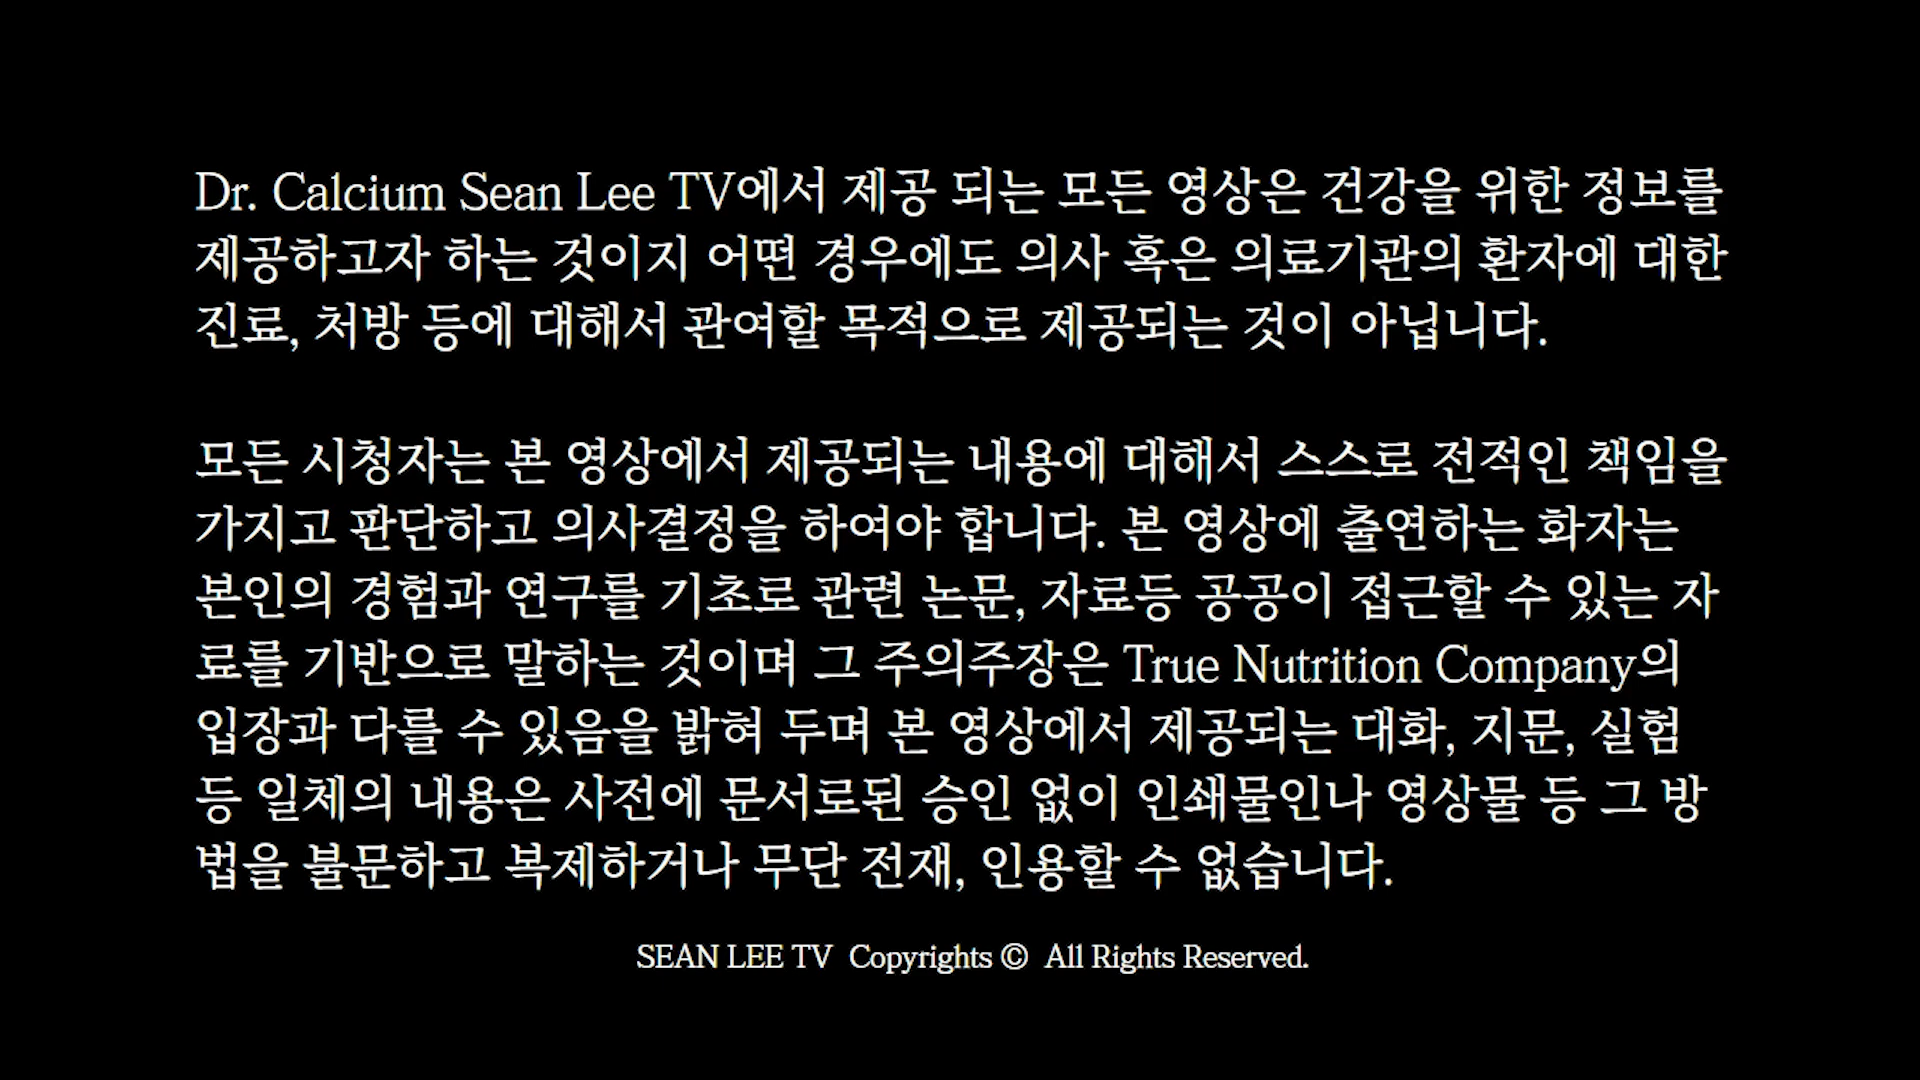 Dr. Calcium Sean Lee TV에서 제공 되는 모든 영상은 건강을 위한 정보를
제공하고자 하는 것이지 어떤 경우에도 의사 혹은 의료기관의 환자에 대한
진료, 처방 등에 대해서 관여할 목적으로 제공되는 것이 아닙니다.
모든 시청자는 본 영상에서 제공되는 내용에 대해서 스스로 전적인 책임을
가지고 판단하고 의사결정을 하여야 합니다. 본 영상에 출연하는 화자는
본인의 경험과 연구를 기초로 관련 논문, 자료등 공공이 접근할 수 있는 자
료를 기반으로 말하는 것이며 그 주의주장은 True Nutrition Company의
입장과 다를 수 있음을 밝혀 두며 본 영상에서 제공되는 대화, 지문, 실험
등 일체의 내용은 사전에 문서로된 승인 없이 인쇄물인나 영상물 등 그 방
법을 불문하고 복제하거나 무단 전재, 인용할 수 없습니다.
SEAN LEE TV Copyrights © All Rights Reserved.